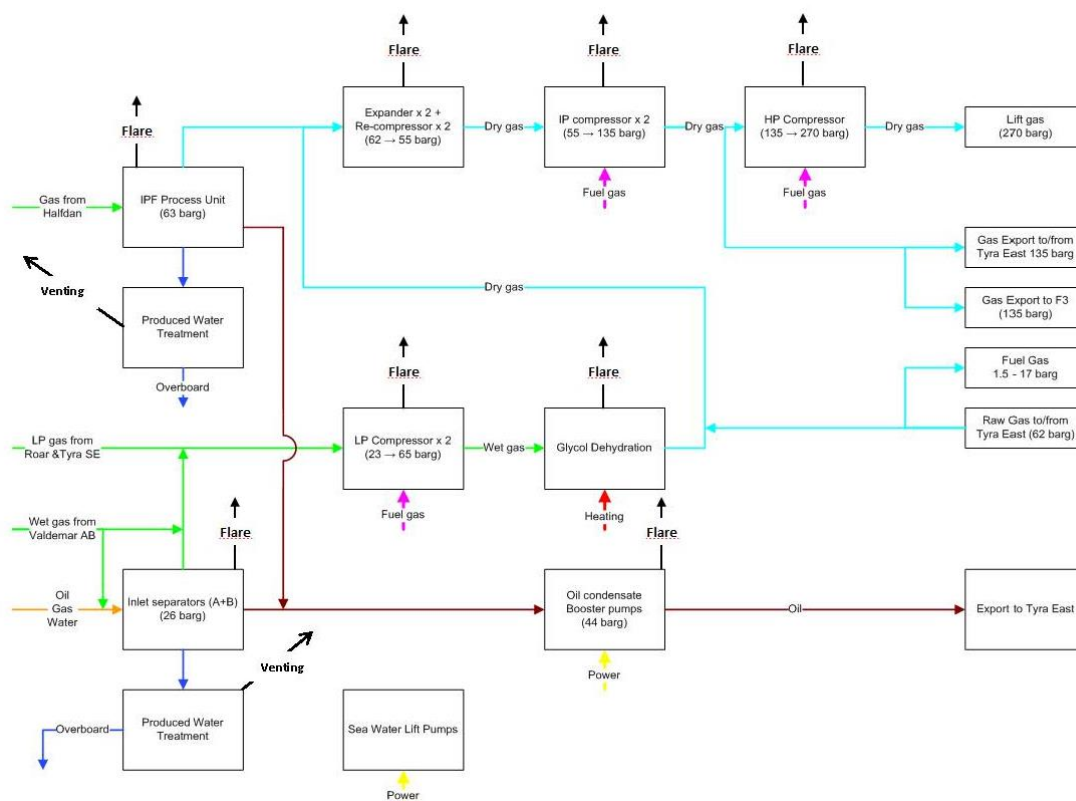 Flare
Flare
Flare
Flare
Expander x 2 +
Re-compressor x 2
(62 → 55 barg)
Dry gas
IP compressor x 2
(55 → 135 barg)
Dry gas
HP Compressor
(135 → 270 barg)
Dry gas
Lift gas
(270 barg)
Fuel gas
Fuel gas
Gas from
Halfdan
IPF Process Unit
(63 barg)
Gas Export to/from
Tyra East 135 barg
Venting
Produced Water
Treatment
Dry gas
Gas Export to F3
(135 barg)
Overboard
Flare
Flare
Fuel Gas
1.5 - 17 barg
LP gas from
Roar &Tyra SE
LP Compressor x 2
(23 → 65 barg)
Wet gas
Glycol Dehydration
Raw Gas to/from
Tyra East (62 barg)
Fuel gas
Heating
Wet gas from
Valdemar AB
Flare
Flare
Oil
Gas
Water
Inlet separators (A+B)
(26 barg)
Oil condensate
Booster pumps
(44 barg)
Oil
Export to Tyra East
Venting
Power
Overboard
Produced Water
Treatment
Sea Water Lift Pumps
Power